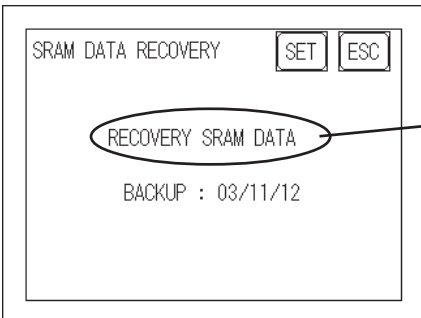 SRAM DATA RECOVERY SET ESC
RECOVERY SRAM DATA
BACKUP : 03/11/12